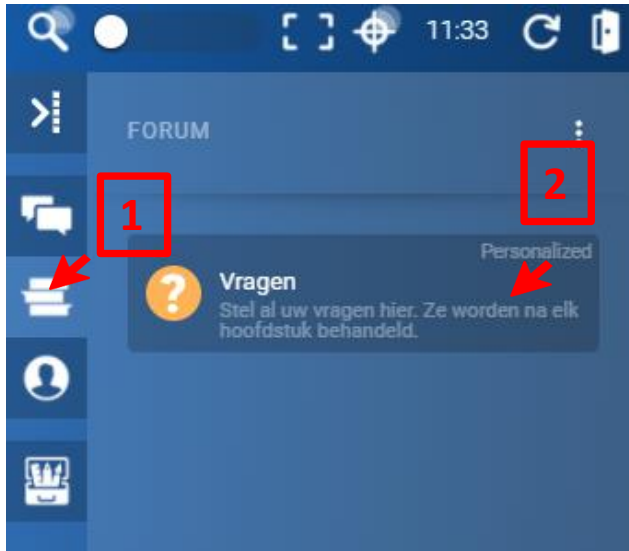 11:33
FORUM
2
1
Personalized
Vragen
Stel al uw vragen hier. Ze worden na elk
hoofdstuk behandeld.